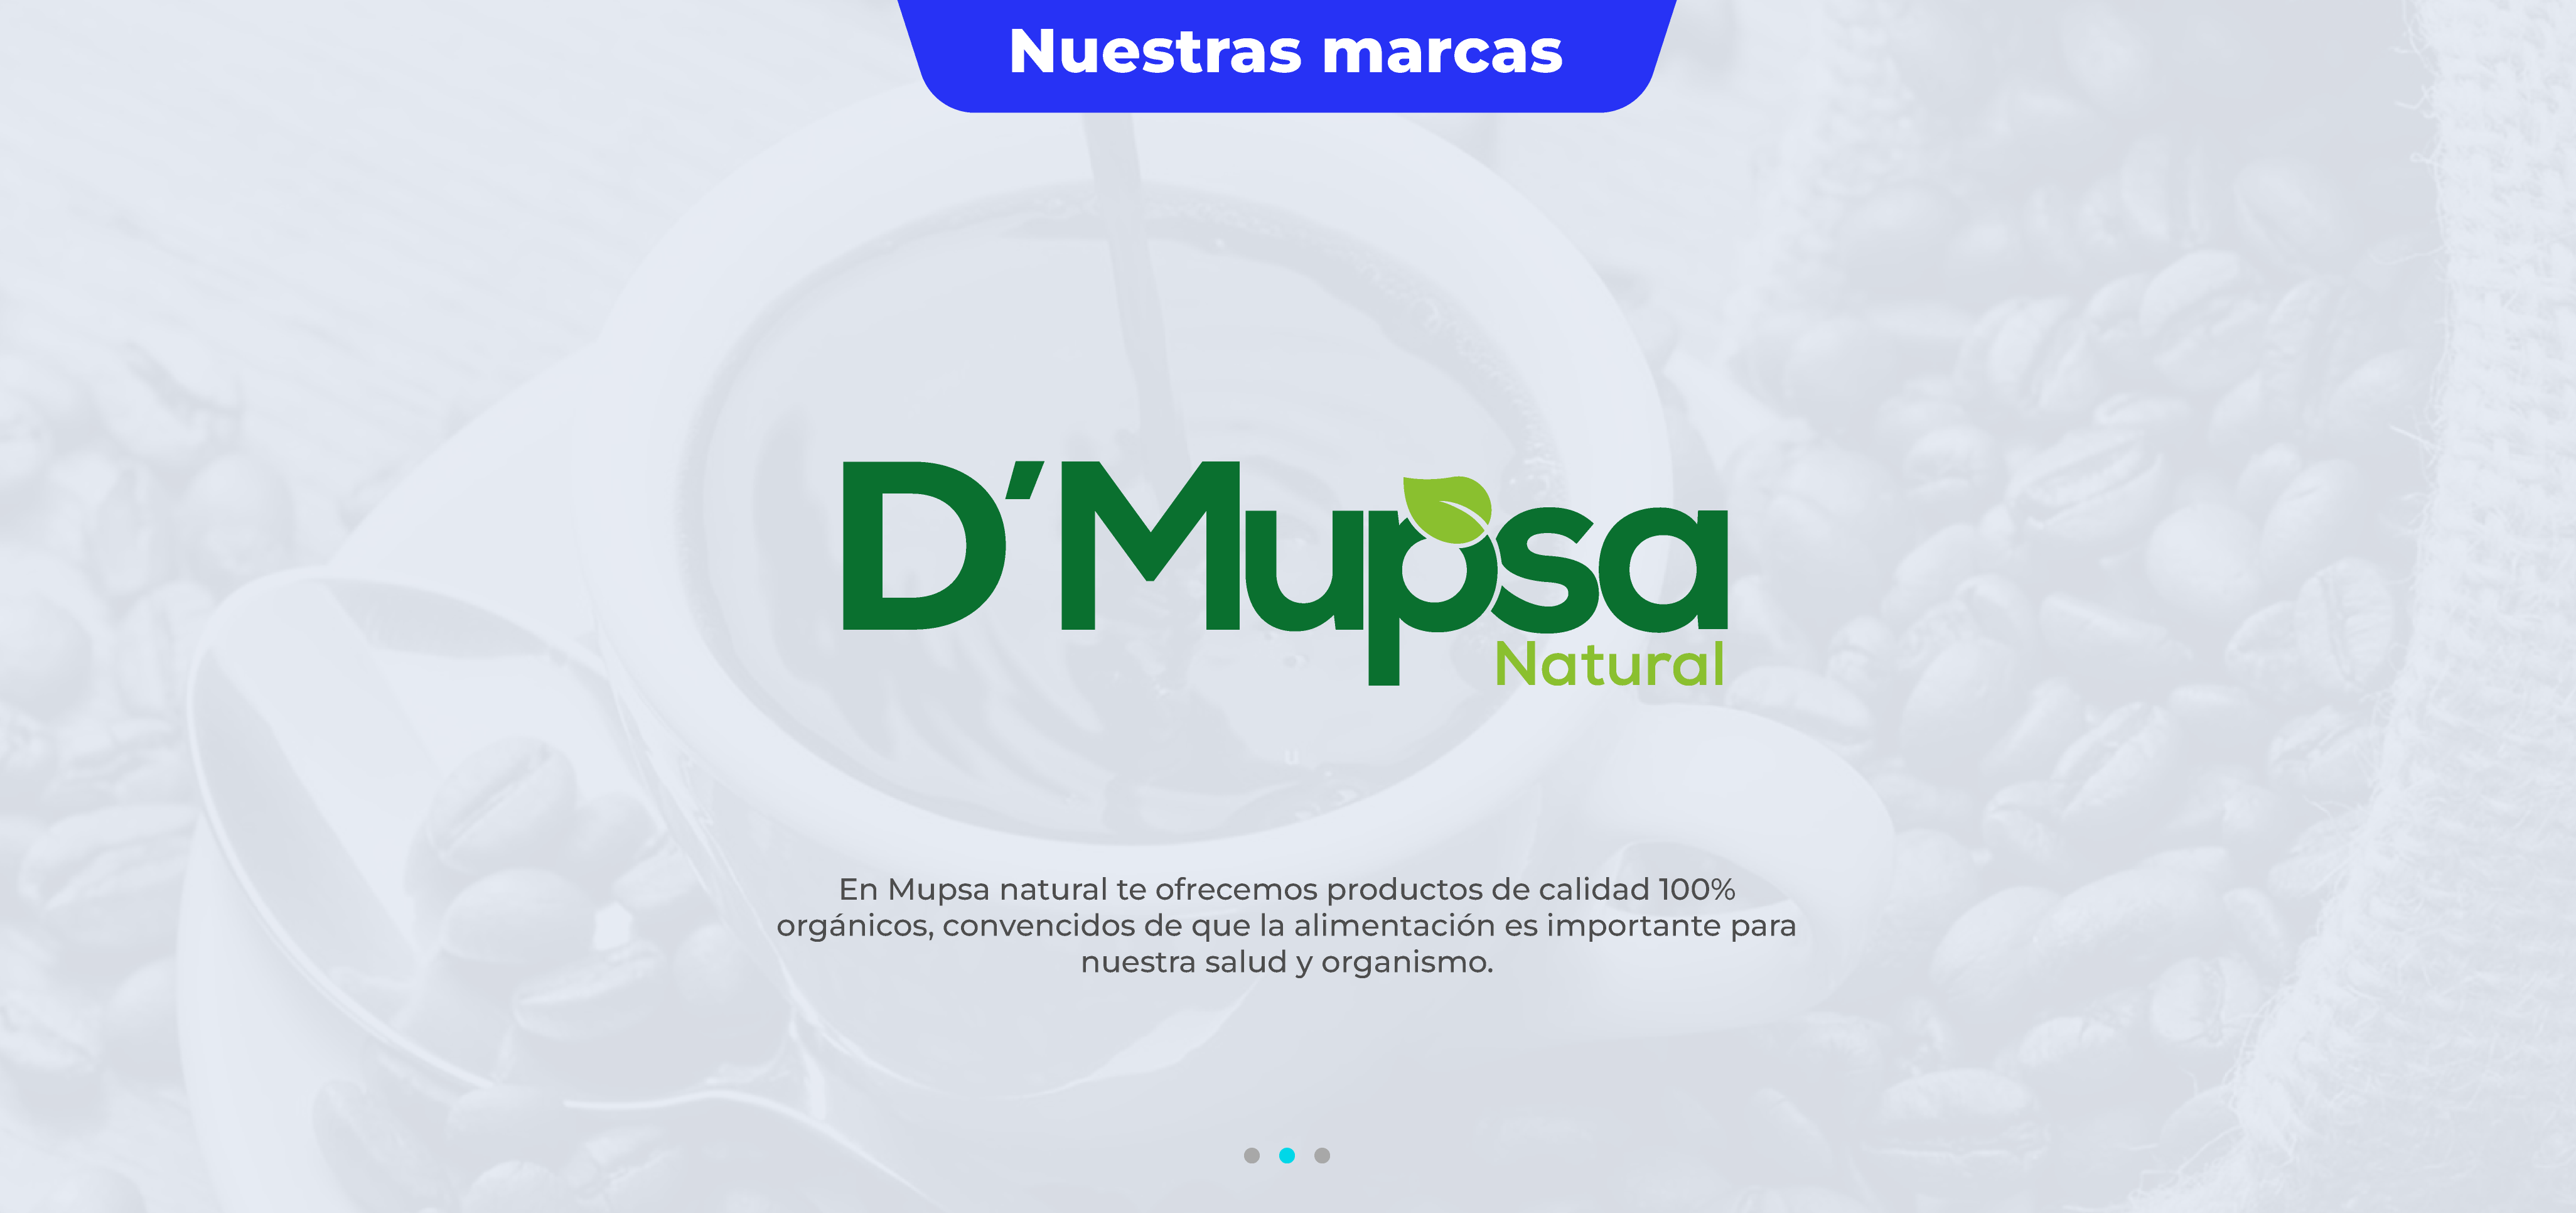 Nuestras marcas
D'Mupsa
Natural
u
En Mupsa natural te ofrecemos productos de calidad 100%
orgánicos, convencidos de que la alimentación es importante para
nuestra salud y organismo.